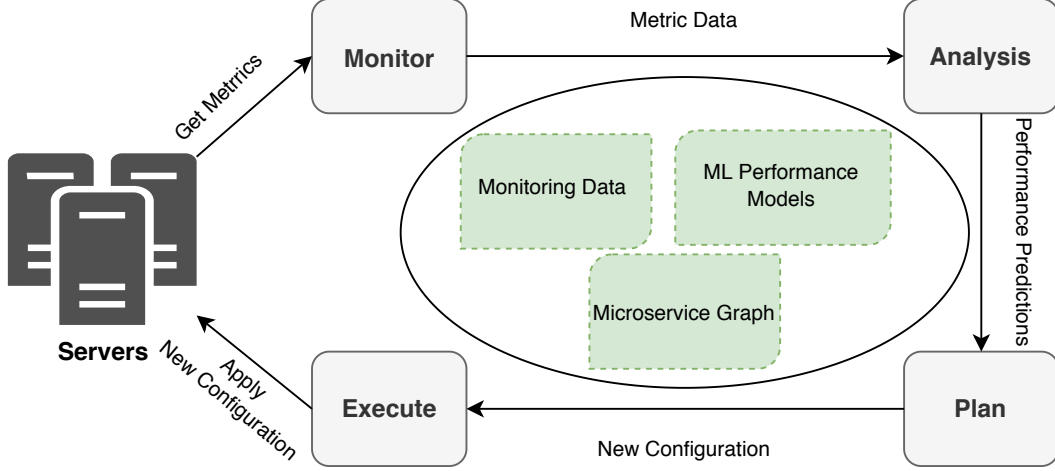 Metric Data
Monitor
Analysis
Get Metrrics
Monitoring Data
ML Performance
Models
Performance Predictions
Microservice Graph
Servers
Apply
New Configuration
Execute
Plan
New Configuration